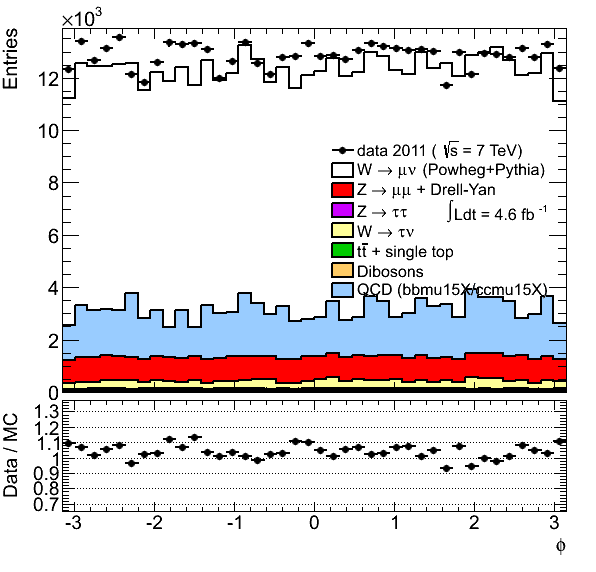 ×10³
Entries
12
10
8
6
4
2
0
data 2011 ( √s = 7 TeV)
W → μν (Powheg+Pythia)
Z → μμ + Drell-Yan
Z → ττ
∫Ldt = 4.6 fb⁻¹
W → τν
tt̄ + single top
Dibosons
QCD (bbmu15X/ccmu15X)
Data / MC
1.3
1.2
1.1
1
0.9
0.8
0.7
-3 -2 -1 0 1 2 3
ϕ